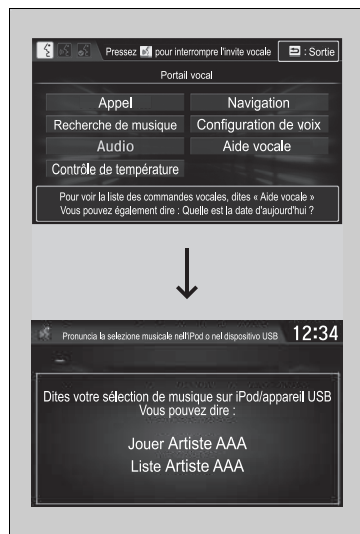 Pressez pour interrompre l'invite vocale : Sortie
Portail vocal
Appel Navigation
Recherche de musique Configuration de voix
Audio Aide vocale
Contrôle de température
Pour voir la liste des commandes vocales, dites « Aide vocale »
Vous pouvez également dire : Quelle est la date d'aujourd'hui ?
Pronuncia la selezione musicale nell'iPod o nel dispositivo USB 12:34
Dites votre sélection de musique sur iPod/appareil USB
Vous pouvez dire :
Jouer Artiste AAA
Liste Artiste AAA